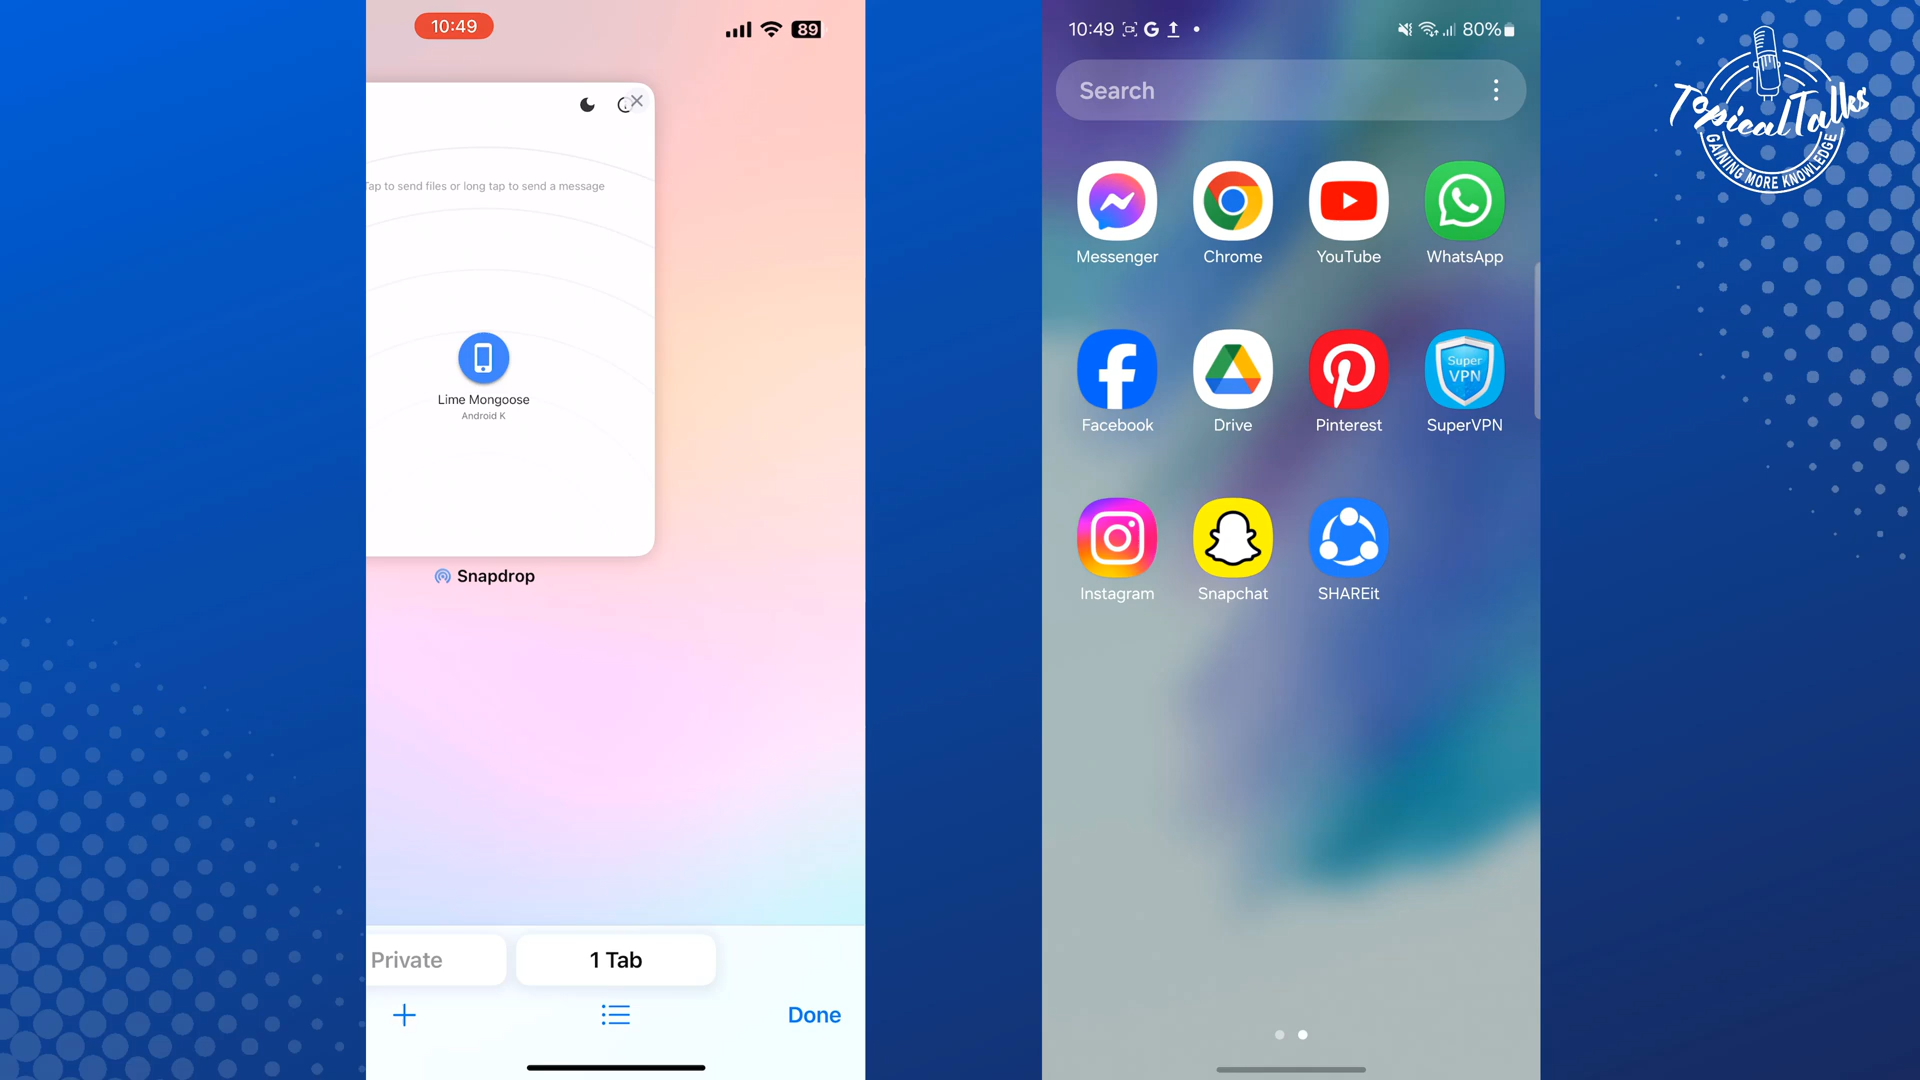 10:49
89
Tap to send files or long tap to send a message
Lime Mongoose
Android K
Snapdrop
Private
1 Tab
Done
10:49
G
80%
Search
Messenger
Chrome
YouTube
WhatsApp
Facebook
Drive
Pinterest
Super
VPN
SuperVPN
Instagram
Snapchat
SHAREit
TopicalTalks
GAINING MORE KNOWLEDGE